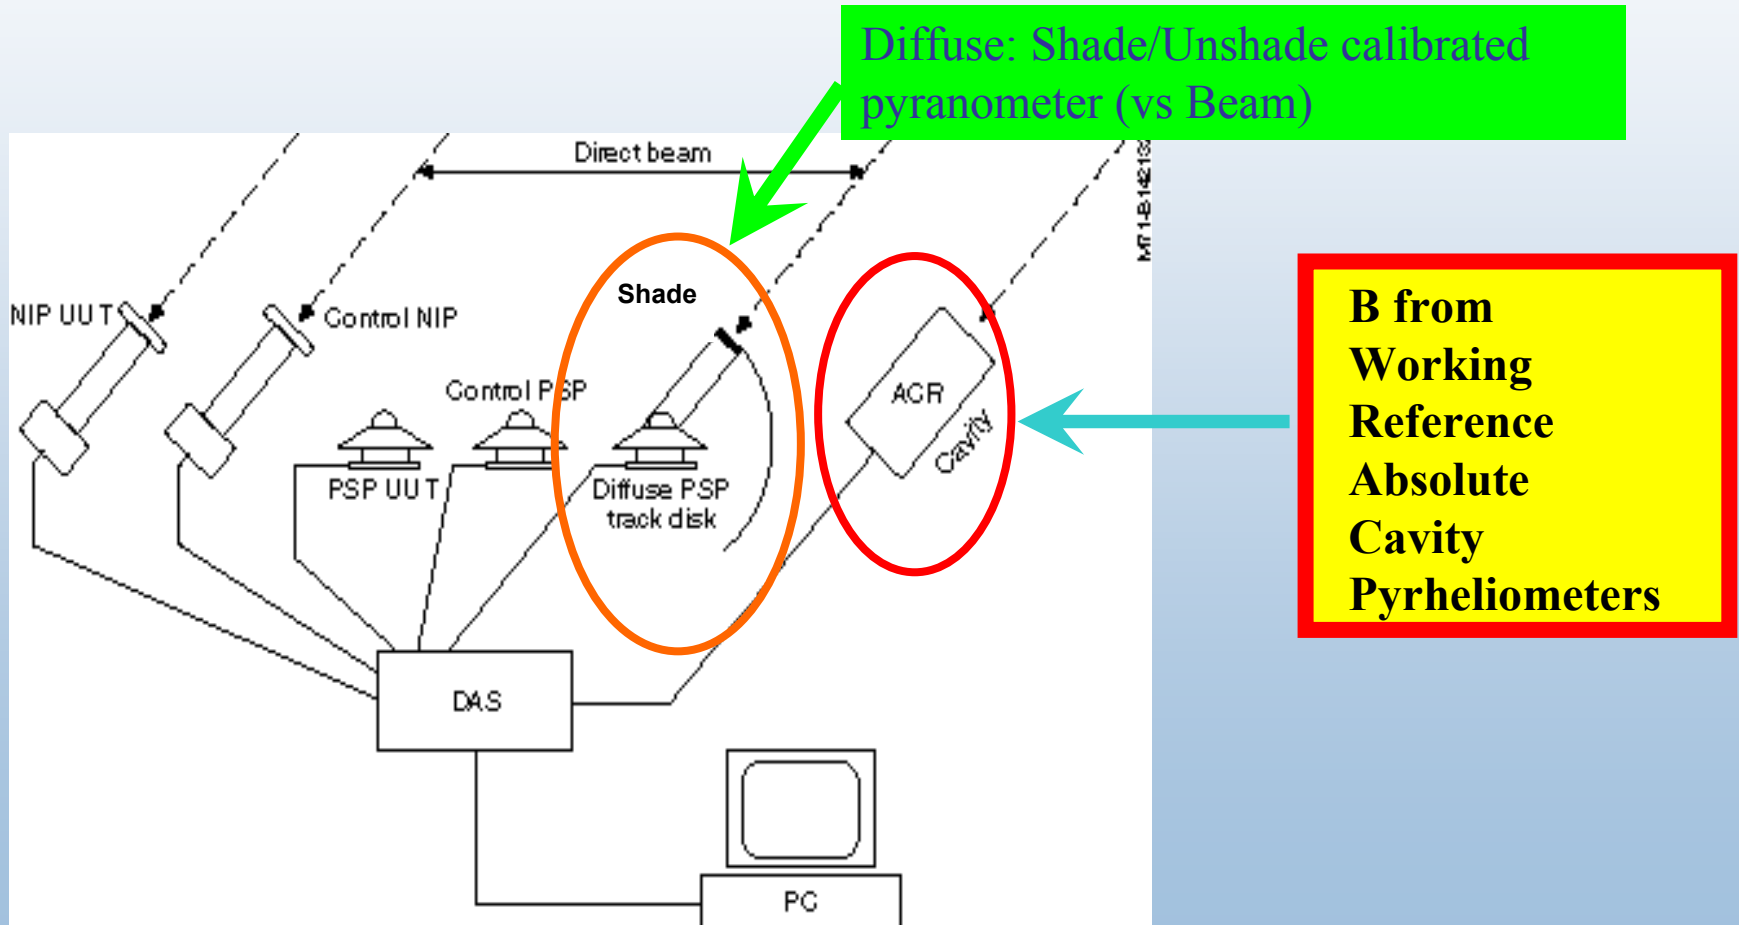 Diffuse: Shade/Unshade calibrated
pyranometer (vs Beam)
Direct beam
Shade
NIP UUT
Control NIP
Control PSP
PSP UUT
Diffuse PSP
track disk
ACR
Cavity
DAS
PC
B from
Working
Reference
Absolute
Cavity
Pyrheliometers